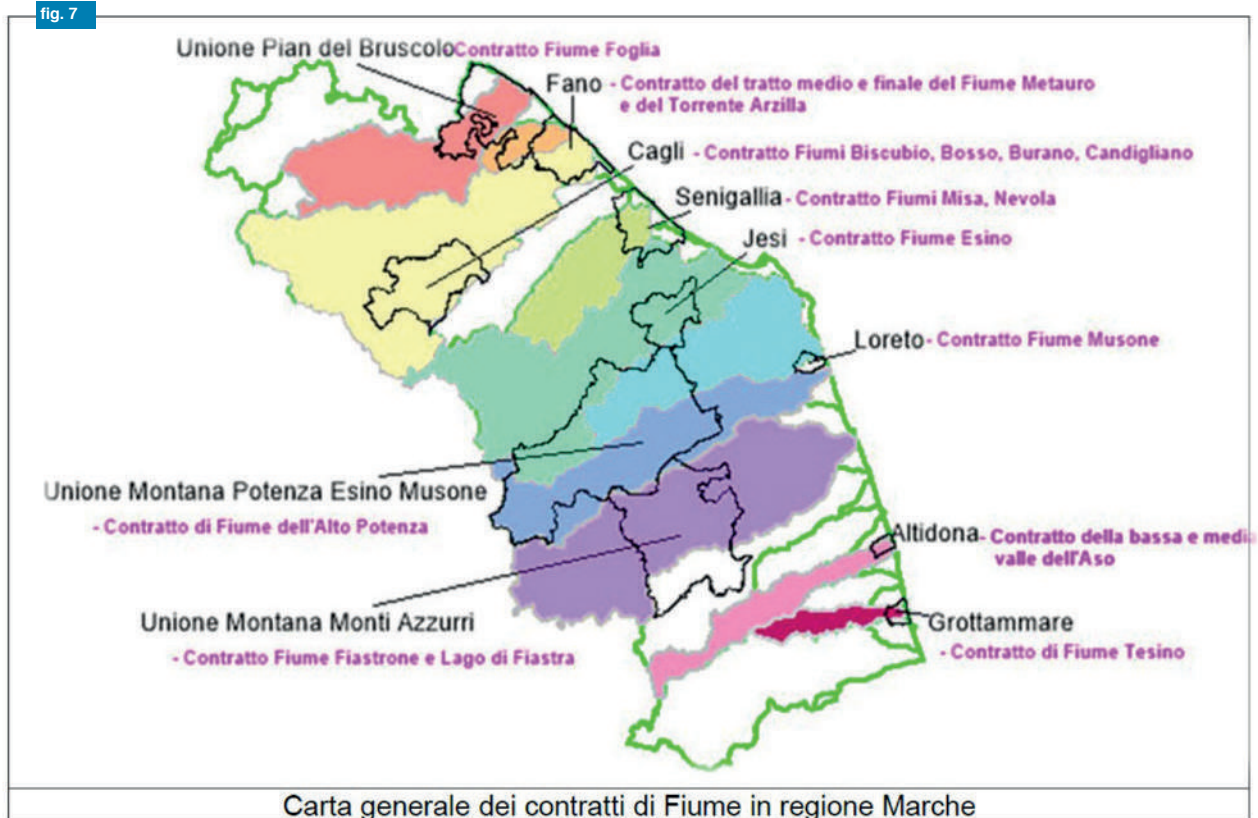 fig. 7
Unione Pian del Bruscolo Contratto Fiume Foglia
Fano - Contratto del tratto medio e finale del Fiume Metauro
e del Torrente Arzilla
Cagli - Contratto Fiumi Biscubio, Bosso, Burano, Candigliano
Senigallia - Contratto Fiumi Misa, Nevola
Jesi - Contratto Fiume Esino
Loreto - Contratto Fiume Musone
Unione Montana Potenza Esino Musone
- Contratto di Fiume dell'Alto Potenza
Altidona - Contratto della bassa e media
valle dell'Aso
Unione Montana Monti Azzurri
- Contratto Fiume Fiastrone e Lago di Fiastra
Grottammare
- Contratto di Fiume Tesino
Carta generale dei contratti di Fiume in regione Marche